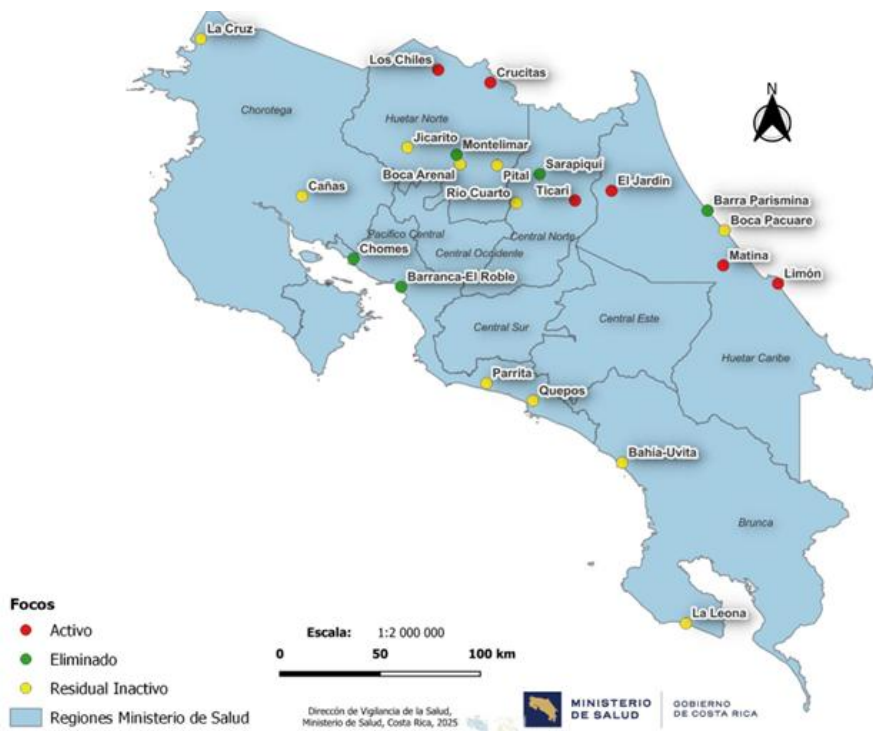 La Cruz
Los Chiles
Crucitas
N
Chorotega
Huetar Norte
Jicarito
Montelimar
Boca Arenal
Pital
Sarapiquí
Cañas
Río Cuarto
Ticari
El Jardín
Barra Parismina
Boca Pacuare
Pacífico Central
Central Occidente
Central Norte
Chomes
Matina
Barranca-El Roble
Limón
Central Sur
Central Este
Huetar Caribe
Parrita
Quepos
Bahía-Uvita
Brunca
La Leona
Focos
Activo
Eliminado
Residual Inactivo
Regiones Ministerio de Salud
Escala: 1:2 000 000
0 50 100 km
Direccón de Vigilancia de la Salud,
Ministerio de Salud, Costa Rica, 2025
MINISTERIO
DE SALUD
GOBIERNO
DE COSTA RICA